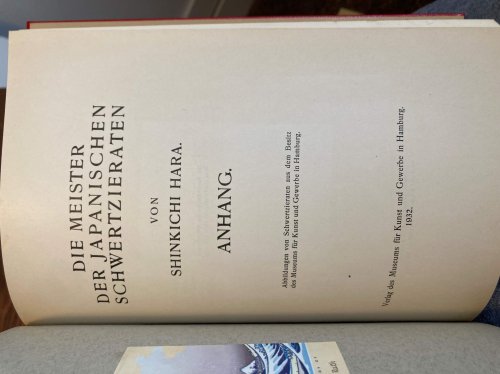 DIE MEISTER
DER JAPANISCHEN
SCHWERTZIERATEN
VON
SHINKICHI HARA.
ANHANG.
Abbildungen von Schwertzieraten aus dem Besitz
des Museums für Kunst und Gewerbe in Hamburg.
Verlag des Museums für Kunst und Gewerbe in Hamburg.
1932.